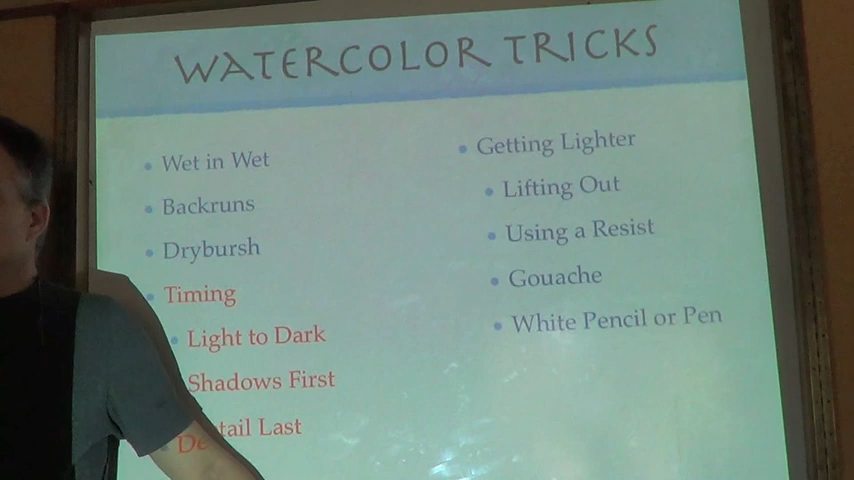 WATERCOLOR TRICKS
• Wet in Wet
• Backruns
• Drybursh
• Timing
• Light to Dark
• Shadows First
• Detail Last
• Getting Lighter
• Lifting Out
• Using a Resist
• Gouache
• White Pencil or Pen